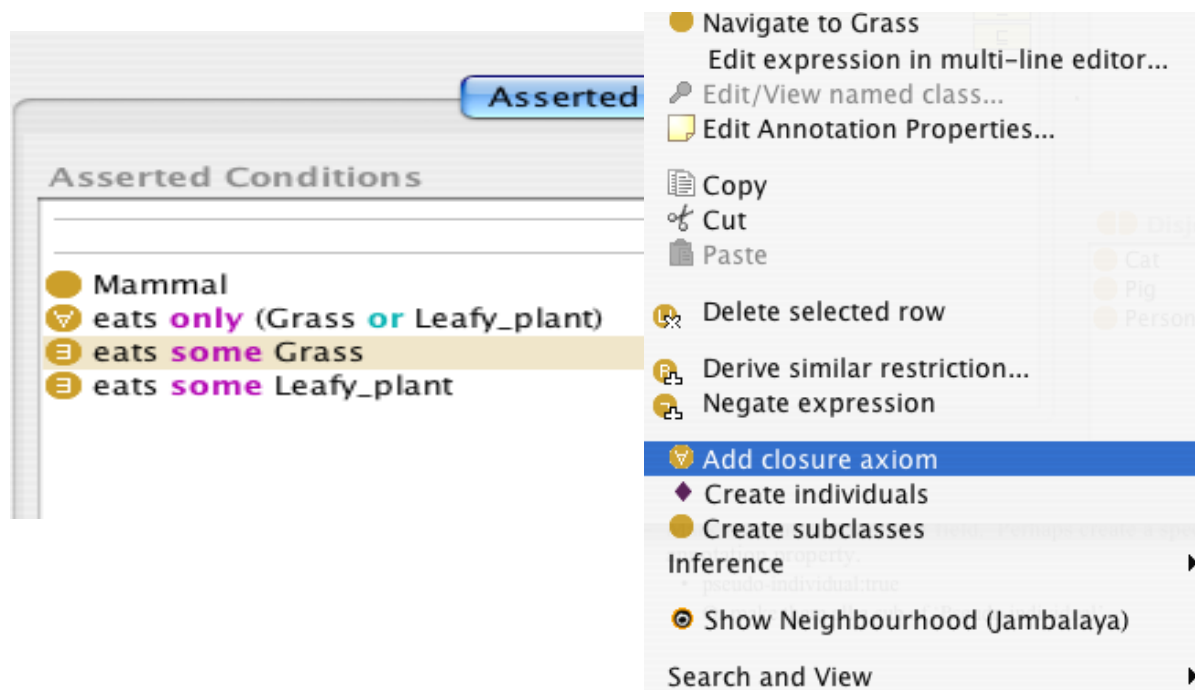 Asserted
Asserted Conditions
Mammal
eats only (Grass or Leafy_plant)
eats some Grass
eats some Leafy_plant
Navigate to Grass
Edit expression in multi-line editor...
Edit/View named class...
Edit Annotation Properties...
Copy
Cut
Paste
Delete selected row
Derive similar restriction...
Negate expression
Add closure axiom
Create individuals
Create subclasses
Inference
Show Neighbourhood (Jambalaya)
Search and View
Cat
Pig
Person
annotation property.
• pseudo-individual:true